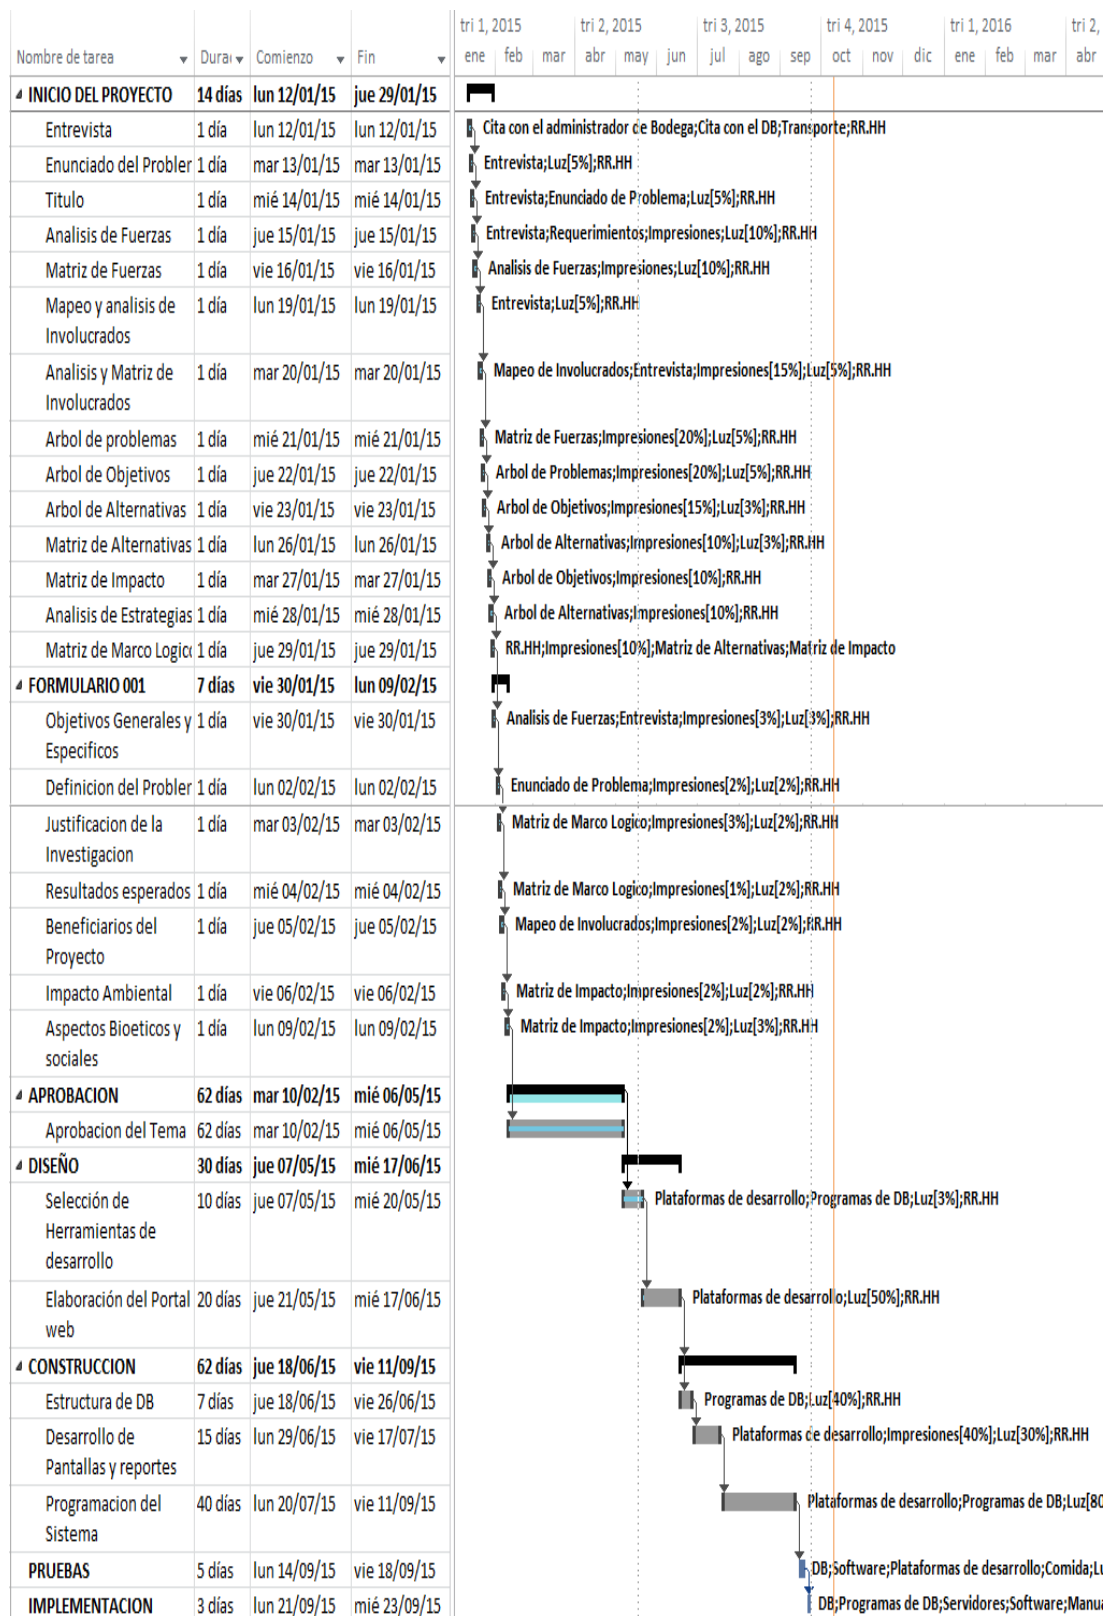 tri 1, 2015 tri 2, 2015 tri 3, 2015 tri 4, 2015 tri 1, 2016 tri 2,
Nombre de tarea Dura Comienzo Fin ene feb mar abr may jun jul ago sep oct nov dic ene feb mar abr
INICIO DEL PROYECTO 14 días lun 12/01/15 jue 29/01/15
Entrevista 1 día lun 12/01/15 lun 12/01/15 Cita con el administrador de Bodega;Cita con el DB;Transporte;RR.HH
Enunciado del Probler 1 día mar 13/01/15 mar 13/01/15 Entrevista;Luz[5%];RR.HH
Titulo 1 día mié 14/01/15 mié 14/01/15 Entrevista;Enunciado de Problema;Luz[5%];RR.HH
Analisis de Fuerzas 1 día jue 15/01/15 jue 15/01/15 Entrevista;Requerimientos;Impresiones;Luz[10%];RR.HH
Matriz de Fuerzas 1 día vie 16/01/15 vie 16/01/15 Analisis de Fuerzas;Impresiones;Luz[10%];RR.HH
Mapeo y analisis de 1 día lun 19/01/15 lun 19/01/15 Entrevista;Luz[5%];RR.HH
Involucrados
Analisis y Matriz de 1 día mar 20/01/15 mar 20/01/15 Mapeo de Involucrados;Entrevista;Impresiones[15%];Luz[5%];RR.HH
Involucrados
Arbol de problemas 1 día mié 21/01/15 mié 21/01/15 Matriz de Fuerzas;Impresiones[20%];Luz[5%];RR.HH
Arbol de Objetivos 1 día jue 22/01/15 jue 22/01/15 Arbol de Problemas;Impresiones[20%];Luz[5%];RR.HH
Arbol de Alternativas 1 día vie 23/01/15 vie 23/01/15 Arbol de Objetivos;Impresiones[15%];Luz[3%];RR.HH
Matriz de Alternativas 1 día lun 26/01/15 lun 26/01/15 Arbol de Alternativas;Impresiones[10%];Luz[3%];RR.HH
Matriz de Impacto 1 día mar 27/01/15 mar 27/01/15 Arbol de Objetivos;Impresiones[10%];RR.HH
Analisis de Estrategias 1 día mié 28/01/15 mié 28/01/15 Arbol de Alternativas;Impresiones[10%];RR.HH
Matriz de Marco Logico 1 día jue 29/01/15 jue 29/01/15 RR.HH;Impresiones[10%];Matriz de Alternativas;Matriz de Impacto
FORMULARIO 001 7 días vie 30/01/15 lun 09/02/15
Objetivos Generales y 1 día vie 30/01/15 vie 30/01/15 Analisis de Fuerzas;Entrevista;Impresiones[3%];Luz[3%];RR.HH
Especificos
Definicion del Probler 1 día lun 02/02/15 lun 02/02/15 Enunciado de Problema;Impresiones[2%];Luz[2%];RR.HH
Justificacion de la 1 día mar 03/02/15 mar 03/02/15 Matriz de Marco Logico;Impresiones[3%];Luz[2%];RR.HH
Investigacion
Resultados esperados 1 día mié 04/02/15 mié 04/02/15 Matriz de Marco Logico;Impresiones[1%];Luz[2%];RR.HH
Beneficiarios del 1 día jue 05/02/15 jue 05/02/15 Mapeo de Involucrados;Impresiones[2%];Luz[2%];RR.HH
Proyecto
Impacto Ambiental 1 día vie 06/02/15 vie 06/02/15 Matriz de Impacto;Impresiones[2%];Luz[2%];RR.HH
Aspectos Bioeticos y 1 día lun 09/02/15 lun 09/02/15 Matriz de Impacto;Impresiones[2%];Luz[3%];RR.HH
sociales
APROBACION 62 días mar 10/02/15 mié 06/05/15
Aprobacion del Tema 62 días mar 10/02/15 mié 06/05/15
DISEÑO 30 días jue 07/05/15 mié 17/06/15
Selección de 10 días jue 07/05/15 mié 20/05/15 Plataformas de desarrollo;Programas de DB;Luz[3%];RR.HH
Herramientas de
desarrollo
Elaboración del Portal 20 días jue 21/05/15 mié 17/06/15 Plataformas de desarrollo;Luz[50%];RR.HH
web
CONSTRUCCION 62 días jue 18/06/15 vie 11/09/15
Estructura de DB 7 días jue 18/06/15 vie 26/06/15 Programas de DB;Luz[40%];RR.HH
Desarrollo de 15 días lun 29/06/15 vie 17/07/15 Plataformas de desarrollo;Impresiones[40%];Luz[30%];RR.HH
Pantallas y reportes
Programacion del 40 días lun 20/07/15 vie 11/09/15 Plataformas de desarrollo;Programas de DB;Luz[80
Sistema
PRUEBAS 5 días lun 14/09/15 vie 18/09/15 DB;Software;Plataformas de desarrollo;Comida;Lu
IMPLEMENTACION 3 días lun 21/09/15 mié 23/09/15 DB;Programas de DB;Servidores;Software;Manua